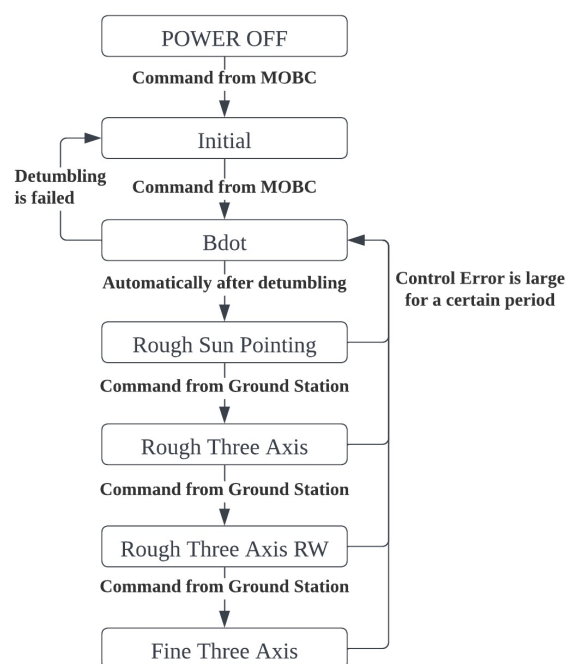 POWER OFF
Command from MOBC
Initial
Detumbling
is failed
Command from MOBC
Bdot
Automatically after detumbling
Control Error is large
for a certain period
Rough Sun Pointing
Command from Ground Station
Rough Three Axis
Command from Ground Station
Rough Three Axis RW
Command from Ground Station
Fine Three Axis